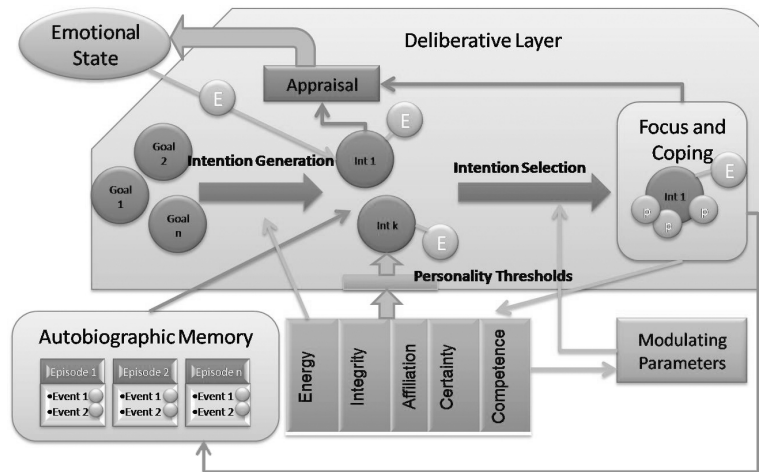 Emotional
State
Deliberative Layer
Appraisal
E
E
Focus and
Coping
Goal
2
Intention Generation
Int 1
Intention Selection
E
Goal
1
Int 1
p
p
p
Goal
n
Int k
E
Personality Thresholds
Autobiographic Memory
Episode 1
Episode 2
Episode n
•Event 1
•Event 2
•Event 1
•Event 2
•Event 1
•Event 2
Energy
Integrity
Affiliation
Certainty
Competence
Modulating
Parameters